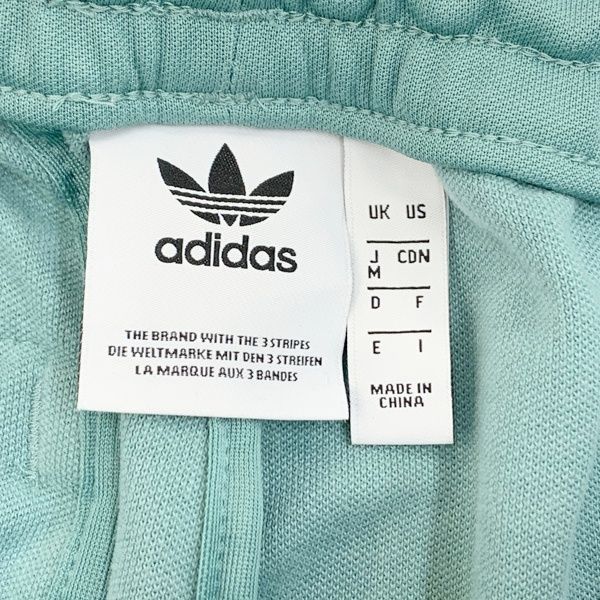 adidas
THE BRAND WITH THE 3 STRIPES
DIE WELTMARKE MIT DEN 3 STREIFEN
LA MARQUE AUX 3 BANDES
UK US
J CDN
M
D F
E I
MADE IN
CHINA